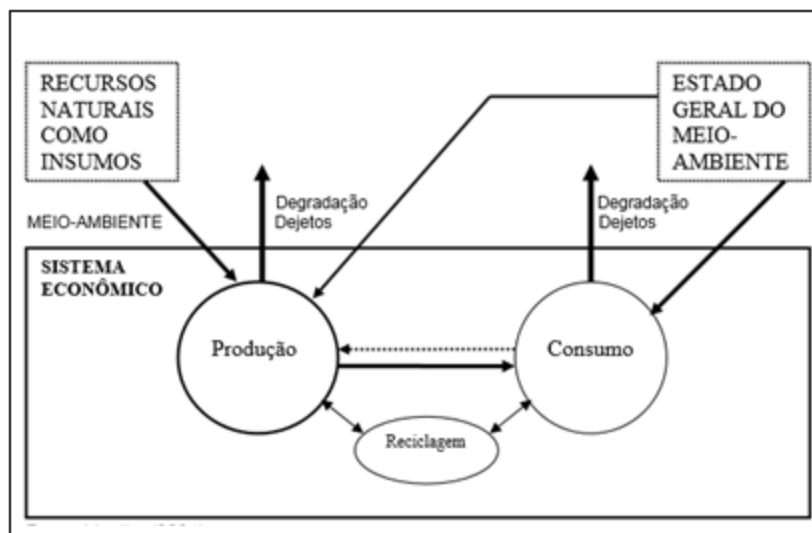 RECURSOS
NATURAIS
COMO
INSUMOS
ESTADO
GERAL DO
MEIO-
AMBIENTE
Degradação
Dejetos
Degradação
Dejetos
MEIO-AMBIENTE
SISTEMA
ECONÔMICO
Produção
Consumo
Reciclagem